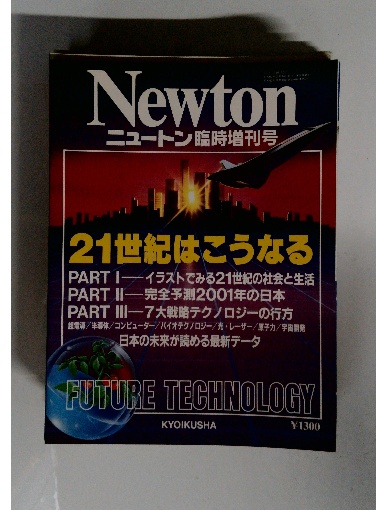 Newton
ニュートン臨時増刊号
21世紀はこうなる
PART I―イラストでみる21世紀の社会と生活
PART II―完全予測2001年の日本
PART III―7大戦略テクノロジーの行方
超電導/半導体/コンピューター/バイオテクノロジー/光・レーザー/原子力/宇宙開発
日本の未来が読める最新データ
FUTURE TECHNOLOGY
KYOIKUSHA
¥1300